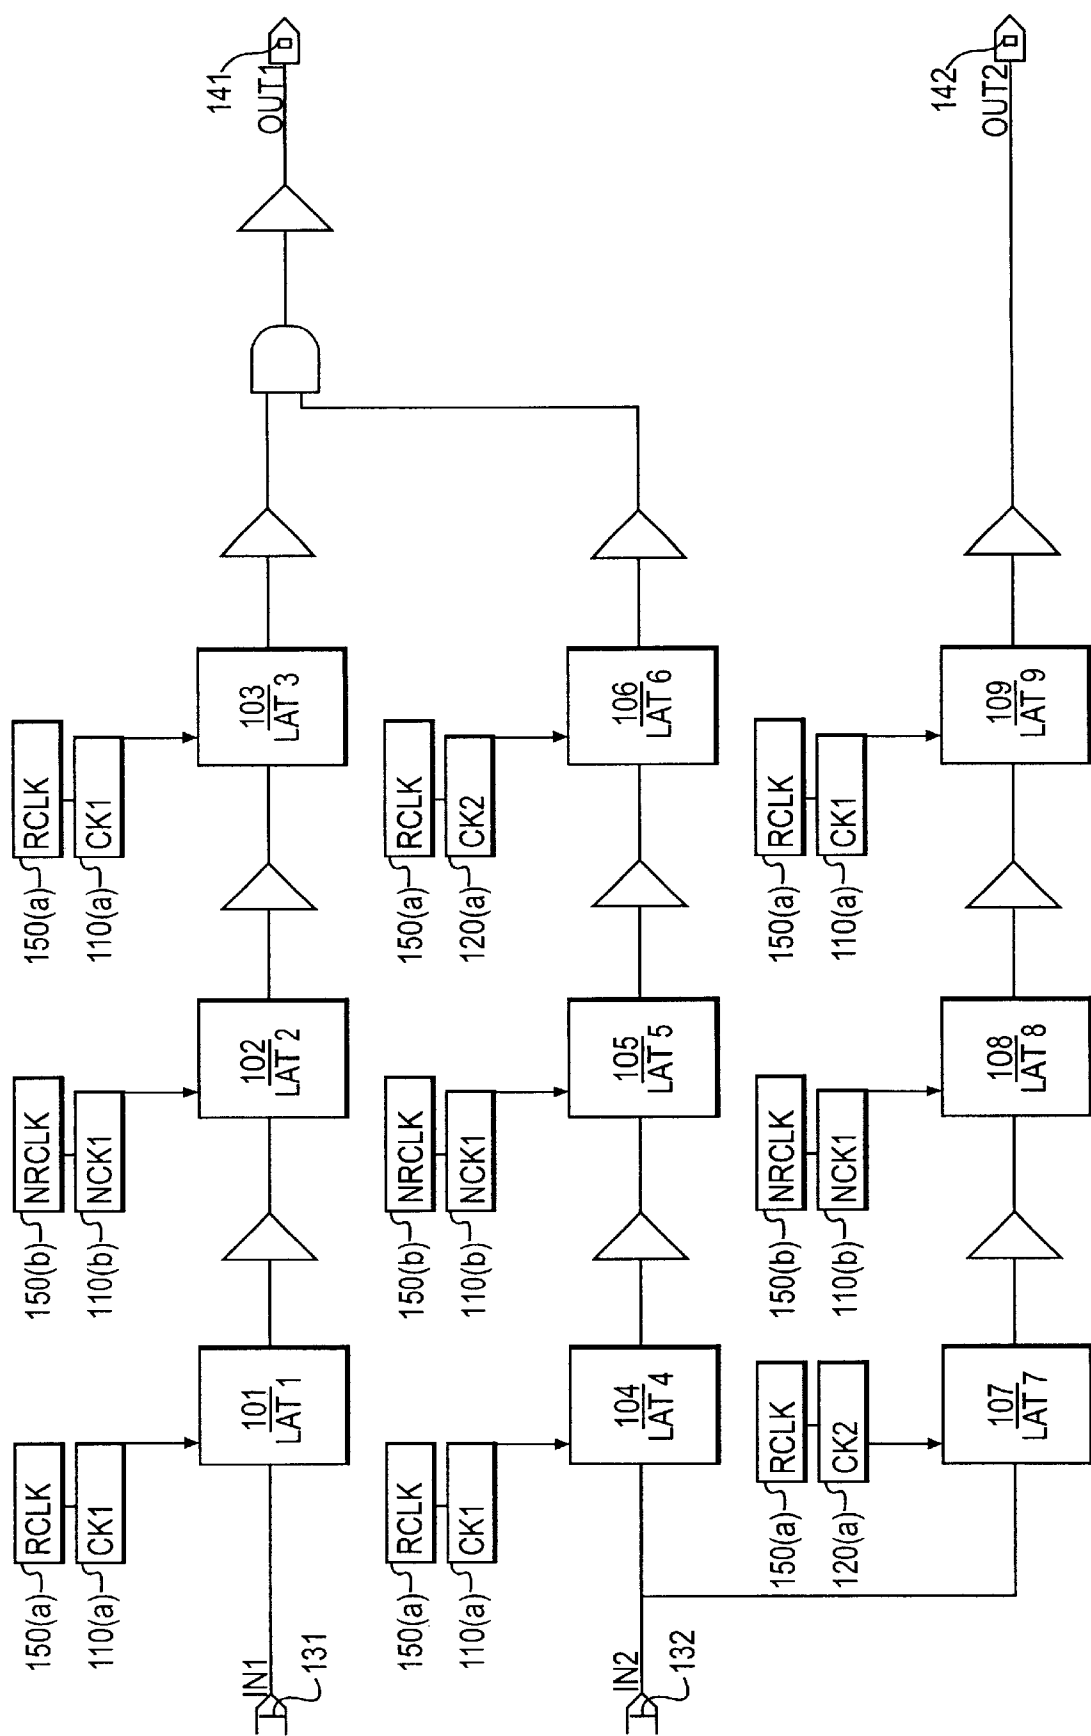 IN1
131
150(a)
RCLK
110(a)
CK1
101
LAT 1
150(b)
NRCLK
110(b)
NCK1
102
LAT 2
150(a)
RCLK
110(a)
CK1
103
LAT 3
141
OUT1
IN2
132
150(a)
RCLK
110(a)
CK1
104
LAT 4
150(b)
NRCLK
110(b)
NCK1
105
LAT 5
150(a)
RCLK
120(a)
CK2
106
LAT 6
150(a)
RCLK
120(a)
CK2
107
LAT 7
150(b)
NRCLK
110(b)
NCK1
108
LAT 8
150(a)
RCLK
110(a)
CK1
109
LAT 9
142
OUT2